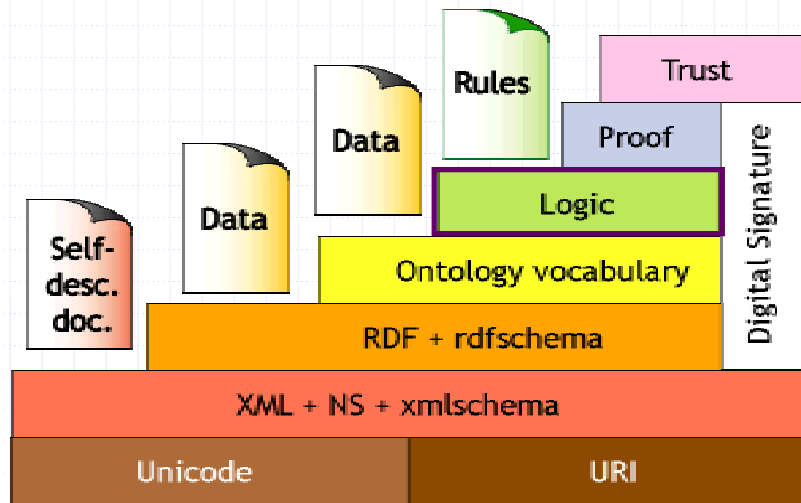 Rules
Trust
Data
Proof
Data
Logic
Self-
desc.
doc.
Ontology vocabulary
Digital Signature
RDF + rdfschema
XML + NS + xmlschema
Unicode
URI